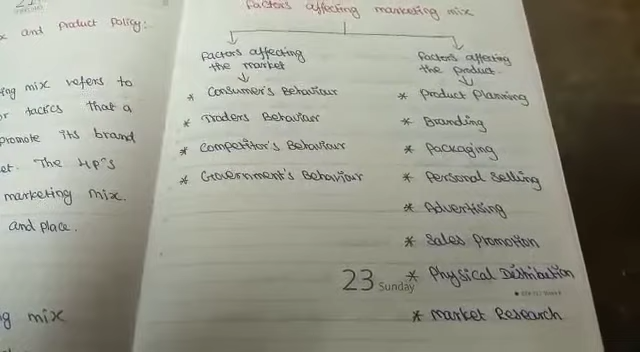 and Product Policy:-
mix refers to
tactics that a
promote its brand
The 4p's
marketing mix.
and place.
mix
Factors affecting marketing mix
Factors affecting
the market
* Consumer's Behaviour
* Traders Behaviour
* Competitor's Behaviour
* Government's Behaviour
Factors affecting
the product
* Product Planning
* Branding
* Packaging
* Personal Selling
* Advertising
* Sales Promotion
* Physical Distribution
* Market Research
23 Sunday